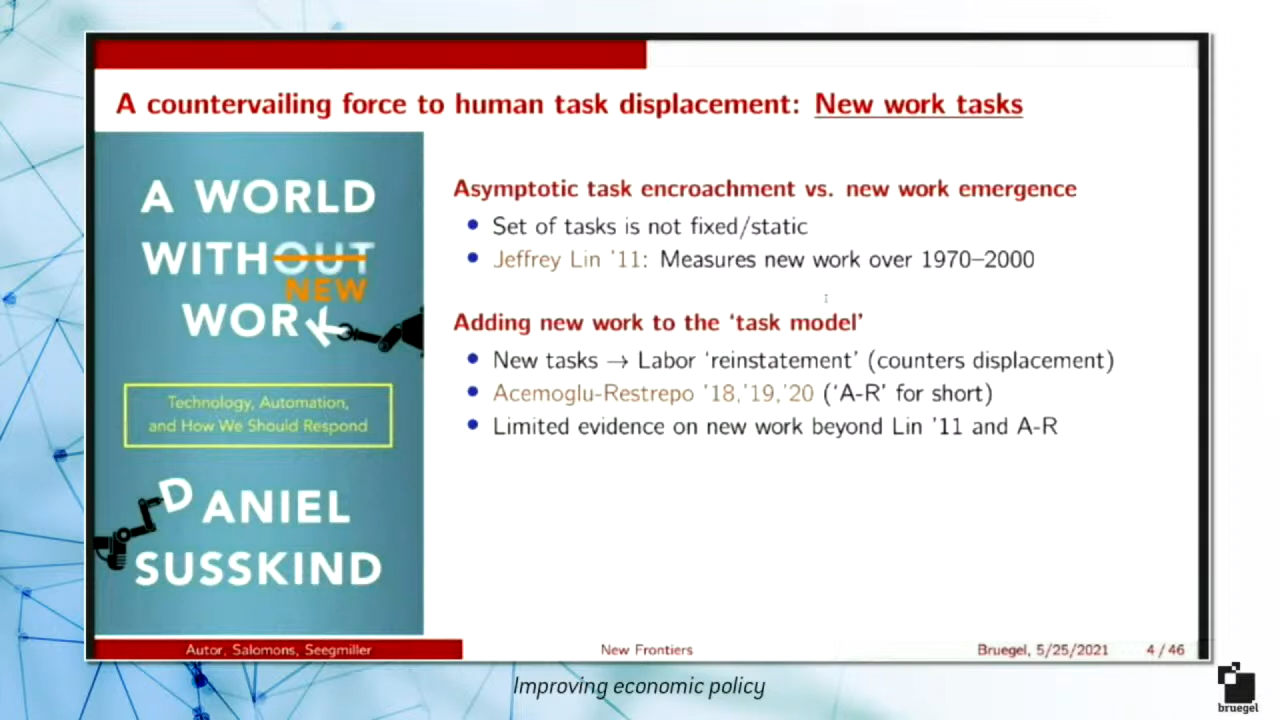 A countervailing force to human task displacement: New work tasks
A WORLD
WITHOUT
NEW
WORK
Technology, Automation,
and How We Should Respond
DANIEL
SUSSKIND
Asymptotic task encroachment vs. new work emergence
• Set of tasks is not fixed/static
• Jeffrey Lin '11: Measures new work over 1970–2000
Adding new work to the 'task model'
• New tasks → Labor 'reinstatement' (counters displacement)
• Acemoglu-Restrepo '18,'19,'20 ('A-R' for short)
• Limited evidence on new work beyond Lin '11 and A-R
Autor, Salomons, Seegmiller
New Frontiers
Bruegel, 5/25/2021
4 / 46
Improving economic policy
bruegel